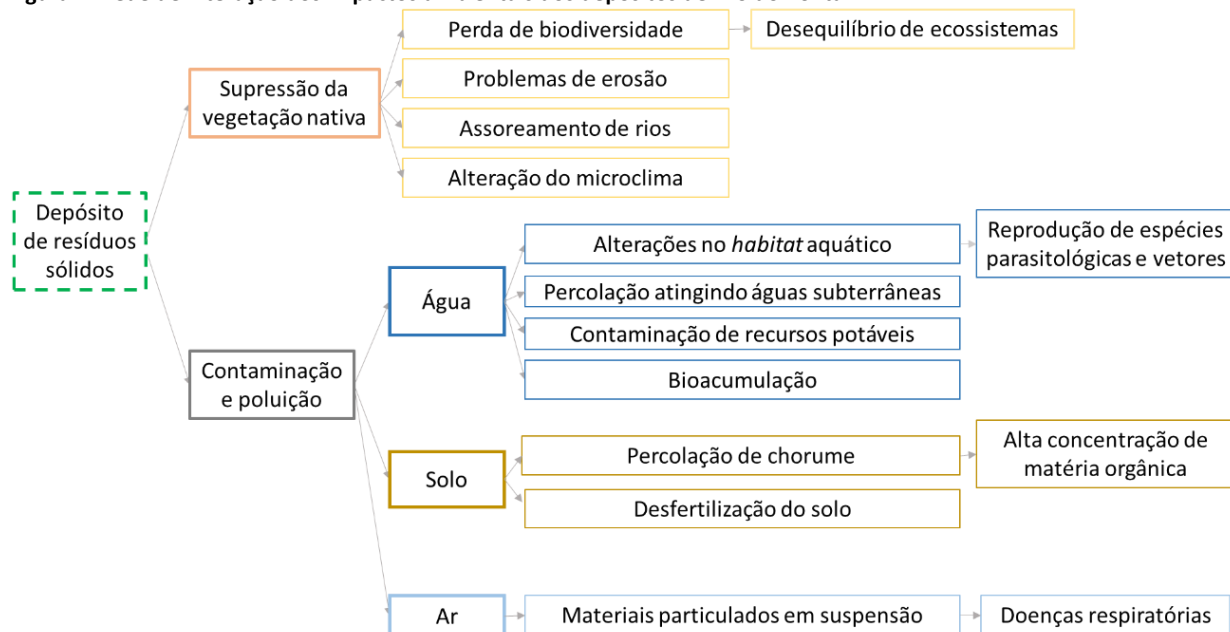 Perda de biodiversidade
Desequilíbrio de ecossistemas
Supressão da
vegetação nativa
Problemas de erosão
Assoreamento de rios
Alteração do microclima
Depósito
de resíduos
sólidos
Alterações no habitat aquático
Reprodução de espécies
parasitológicas e vetores
Água
Percolação atingindo águas subterrâneas
Contaminação de recursos potáveis
Bioacumulação
Contaminação
e poluição
Solo
Percolação de chorume
Alta concentração de
matéria orgânica
Desfertilização do solo
Ar
Materiais particulados em suspensão
Doenças respiratórias